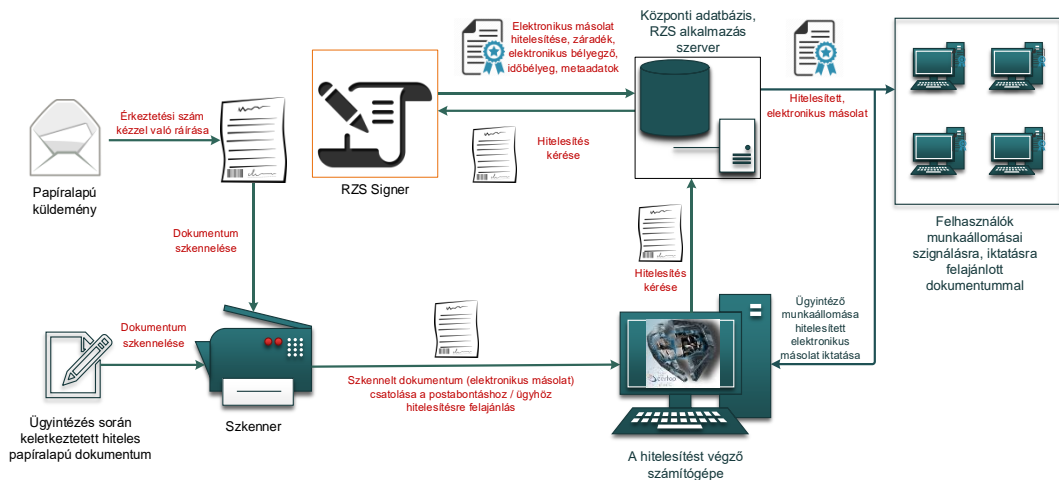 Elektronikus másolat
hitelesítése, záradék,
elektronikus bélyegző,
időbélyeg, metaadatok
Központi adatbázis,
RZS alkalmazás
szerver
Érkeztetési szám
kézzel való ráírása
Hitelesített,
elektronikus másolat
Hitelesítés
kérése
Papíralapú
küldemény
RZS Signer
Felhasználók
munkaállomásai
szignálásra, iktatásra
felajánlott
dokumentummal
Dokumentum
szkennelése
Hitelesítés
kérése
Ügyintéző
munkaállomása
hitelesített
elektronikus
másolat iktatása
Dokumentum
szkennelése
Szkennelt dokumentum (elektronikus másolat)
csatolása a postabontáshoz / ügyhöz
hitelesítésre felajánlás
Ügyintézés során
keletkeztetett hiteles
papíralapú dokumentum
Szkenner
A hitelesítést végző
számítógépe